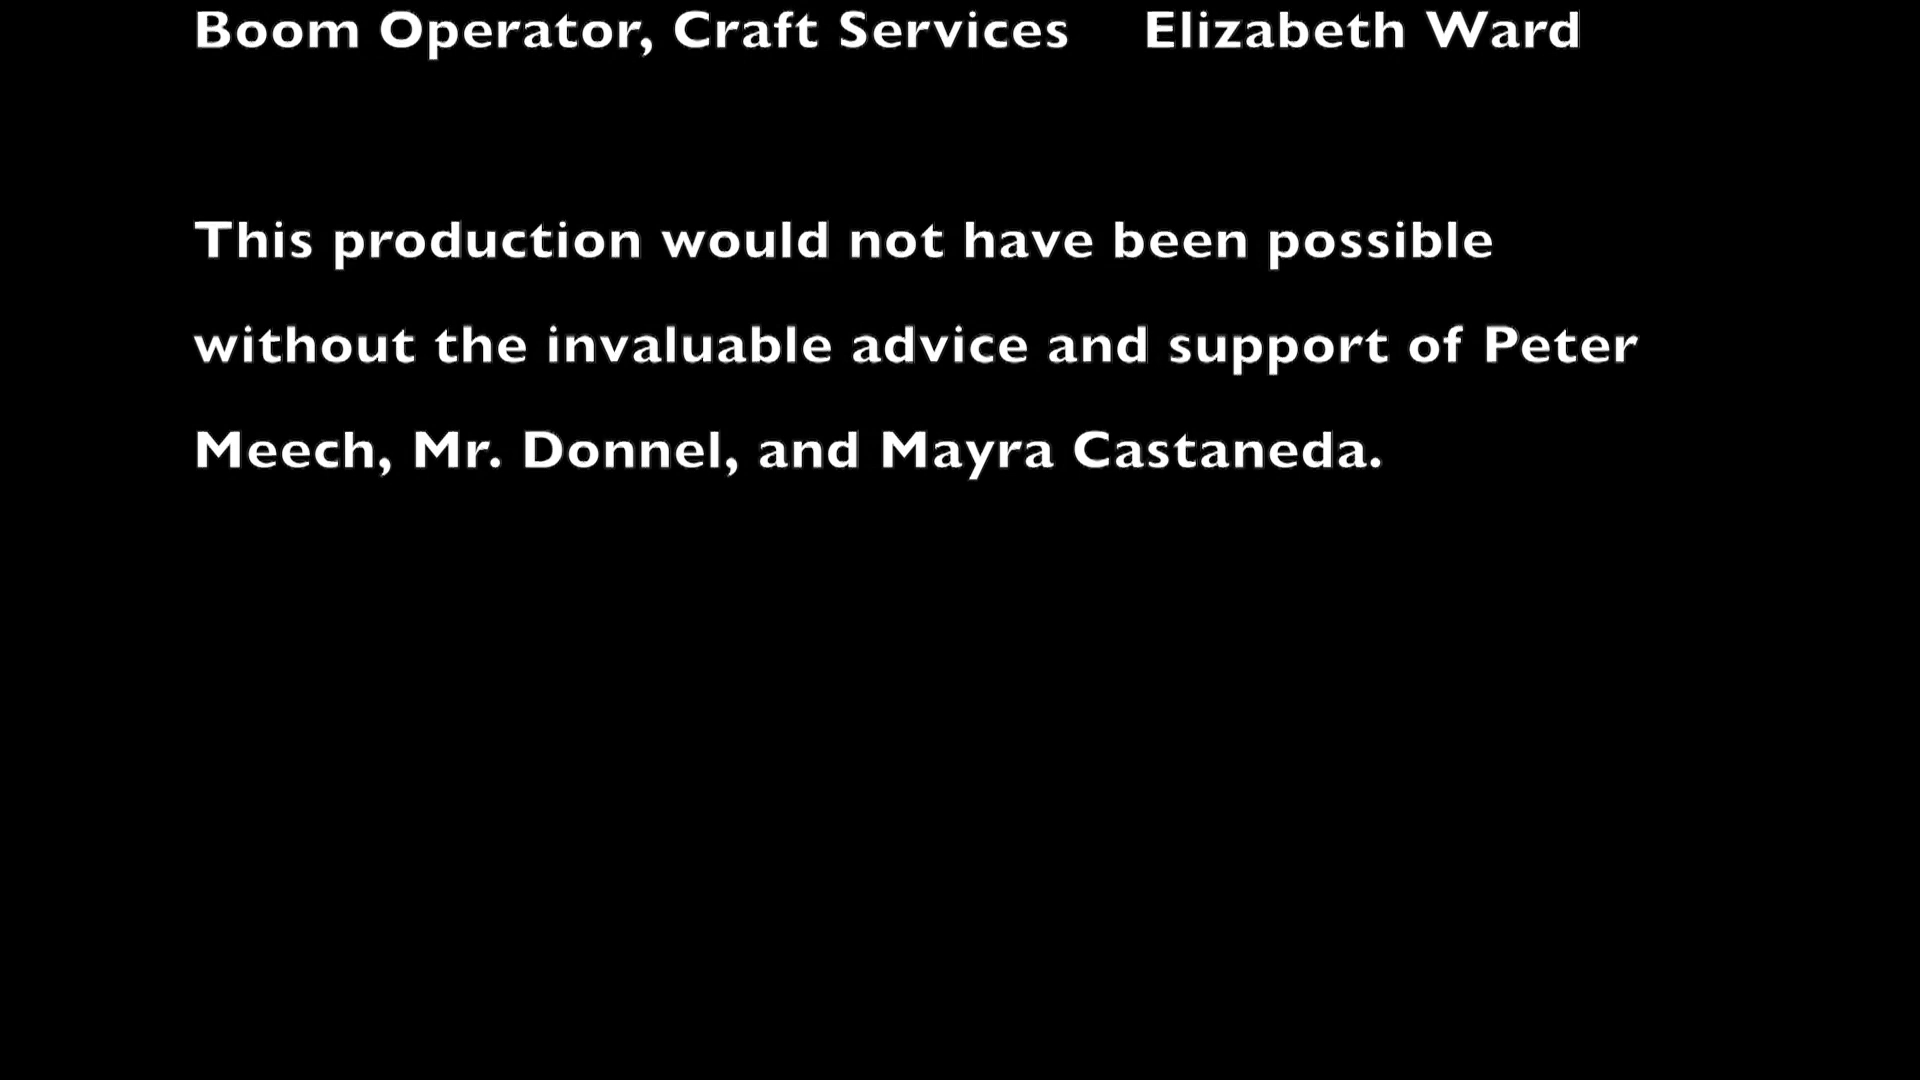 Boom Operator, Craft Services Elizabeth Ward
This production would not have been possible
without the invaluable advice and support of Peter
Meech, Mr. Donnel, and Mayra Castaneda.